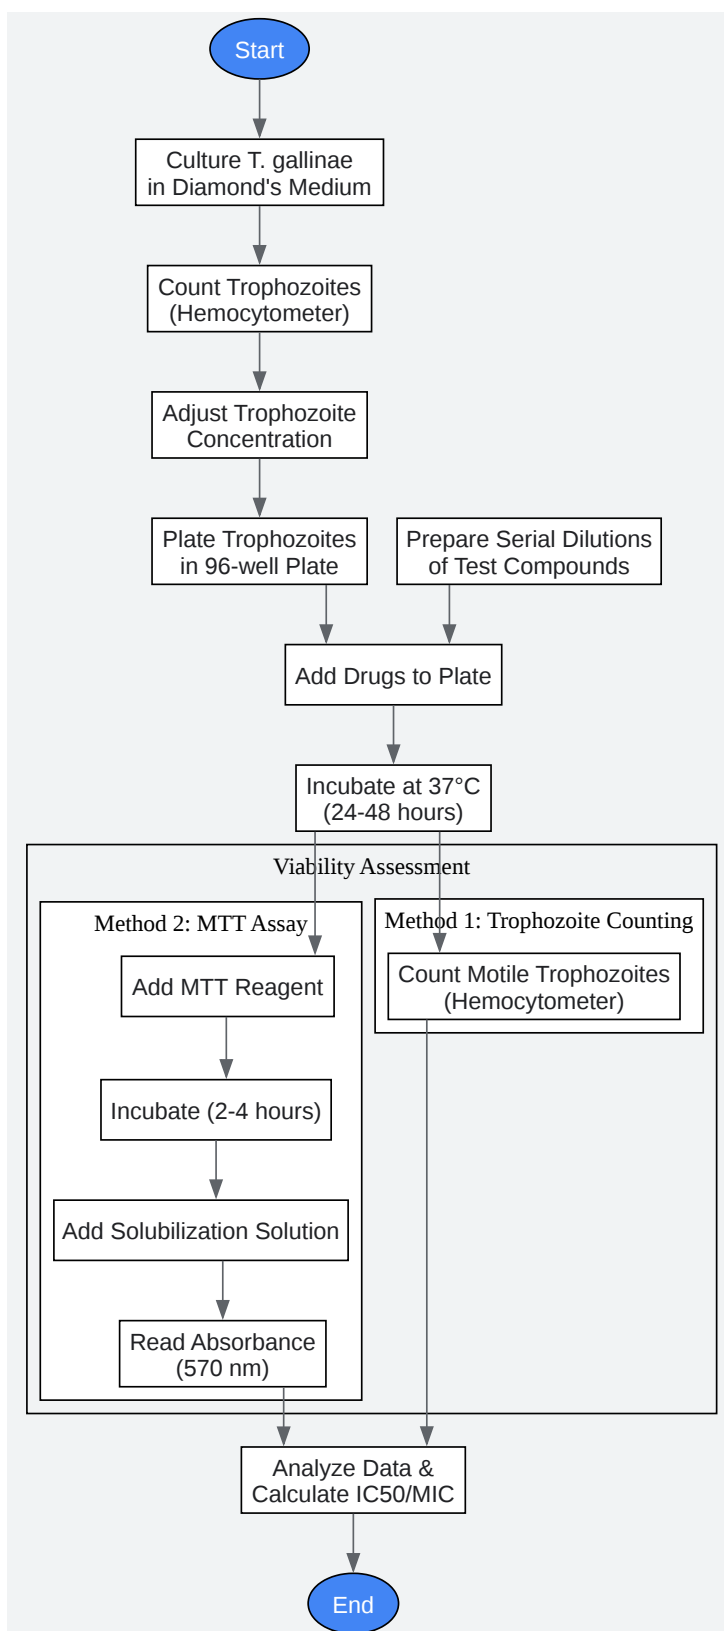 Start
Culture T. gallinae
in Diamond's Medium
Count Trophozoites
(Hemocytometer)
Adjust Trophozoite
Concentration
Plate Trophozoites
in 96-well Plate
Prepare Serial Dilutions
of Test Compounds
Add Drugs to Plate
Incubate at 37°C
(24-48 hours)
Viability Assessment
Method 2: MTT Assay
Add MTT Reagent
Incubate (2-4 hours)
Add Solubilization Solution
Read Absorbance
(570 nm)
Method 1: Trophozoite Counting
Count Motile Trophozoites
(Hemocytometer)
Analyze Data &
Calculate IC50/MIC
End